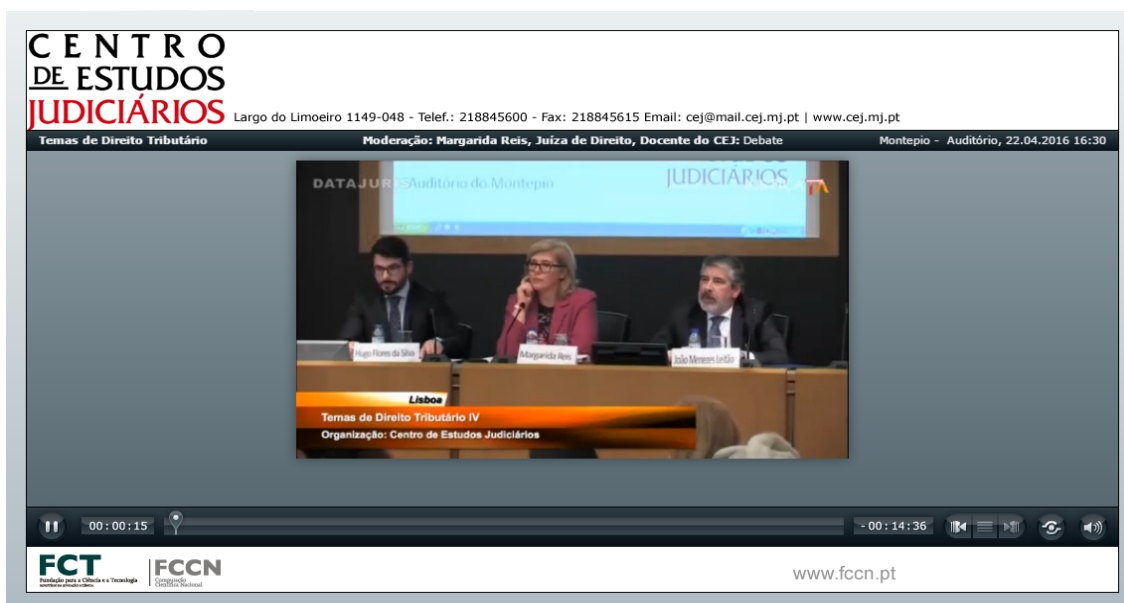 CENTRO
DE ESTUDOS
JUDICIÁRIOS
Largo do Limoeiro 1149-048 - Telef.: 218845600 - Fax: 218845615 Email: cej@mail.cej.mj.pt | www.cej.mj.pt
Temas de Direito Tributário
Moderação: Margarida Reis, Juíza de Direito, Docente do CEJ: Debate
Montepio - Auditório, 22.04.2016 16:30
DATAJURIS
Auditório do Montepio
JUDICIÁRIOS
Hugo Flores da Silva
Margarida Reis
João Menezes Leitão
Lisboa
Temas de Direito Tributário IV
Organização: Centro de Estudos Judiciários
00:00:15
- 00:14:36
FCT
Fundação para a Ciência e a Tecnologia
FCCN
Computação
Científica Nacional
www.fccn.pt